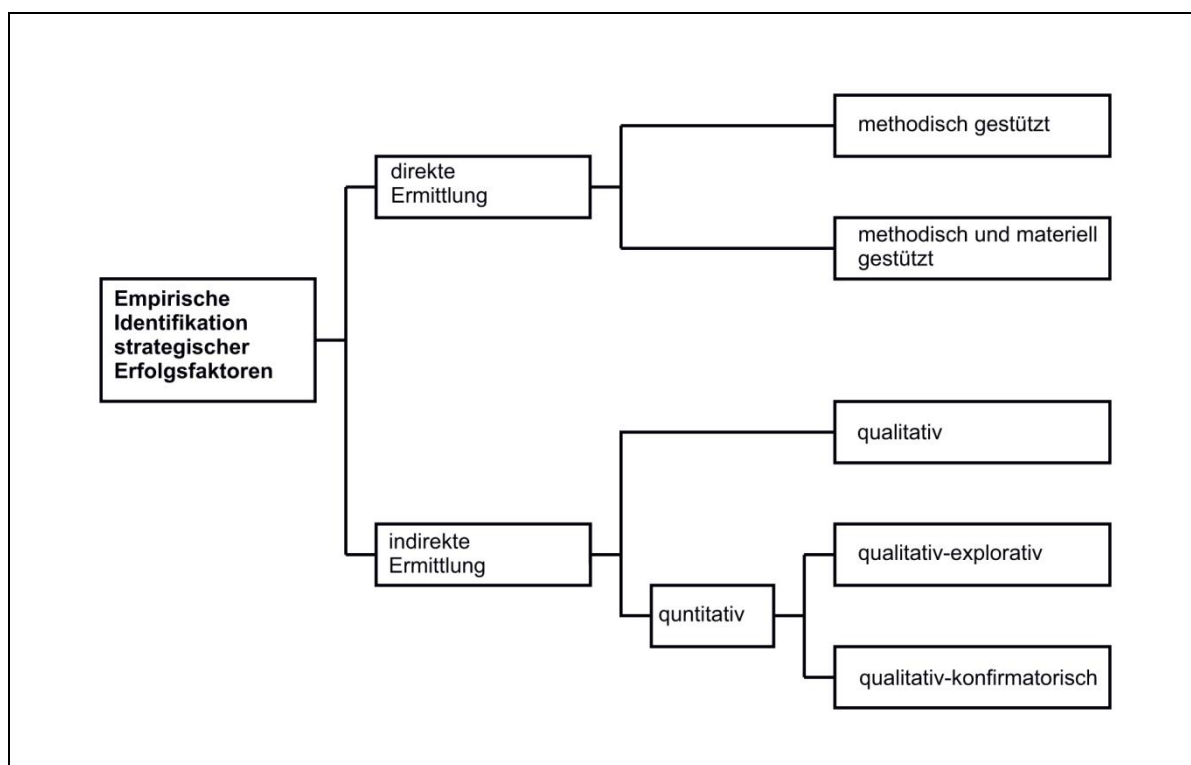 Empirische
Identifikation
strategischer
Erfolgsfaktoren
direkte
Ermittlung
methodisch gestützt
methodisch und materiell
gestützt
indirekte
Ermittlung
qualitativ
quntitativ
qualitativ-explorativ
qualitativ-konfirmatorisch